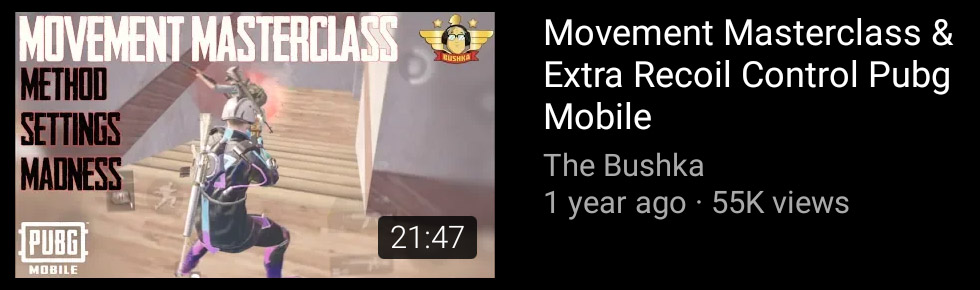 MOVEMENT MASTERCLASS
BUSHKA
METHOD
SETTINGS
MADNESS
PUBG
MOBILE
21:47
Movement Masterclass &
Extra Recoil Control Pubg
Mobile
The Bushka
1 year ago · 55K views